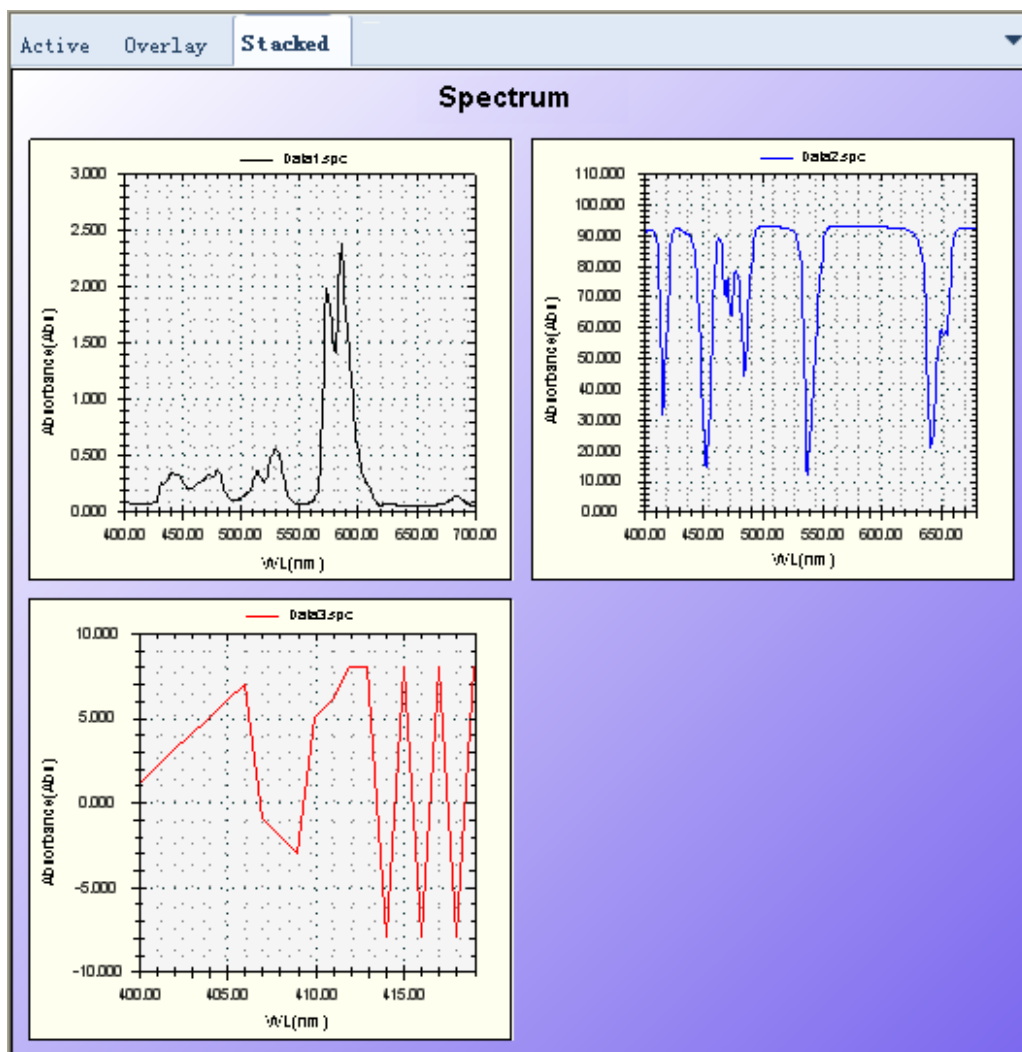 Active Overlay Stacked
Spectrum
Data1.spc
3.000
2.500
2.000
1.500
1.000
0.500
0.000
Absorbance(Abs)
400.00 450.00 500.00 550.00 600.00 650.00 700.00
WL(nm)
Data2.spc
110.000
100.000
90.000
80.000
70.000
60.000
50.000
40.000
30.000
20.000
10.000
0.000
Absorbance(Abs)
400.00 450.00 500.00 550.00 600.00 650.00
WL(nm)
Data3.spc
10.000
5.000
0.000
-5.000
-10.000
Absorbance(Abs)
400.00 405.00 410.00 415.00
WL(nm)